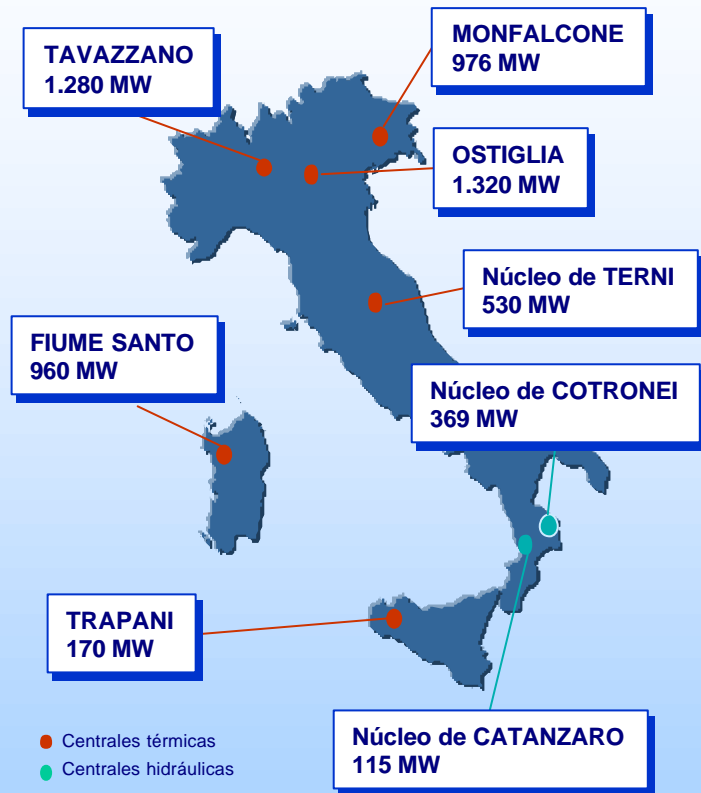 TAVAZZANO
1.280 MW
MONFALCONE
976 MW
OSTIGLIA
1.320 MW
Núcleo de TERNI
530 MW
FIUME SANTO
960 MW
Núcleo de COTRONEI
369 MW
TRAPANI
170 MW
Núcleo de CATANZARO
115 MW
Centrales térmicas
Centrales hidráulicas